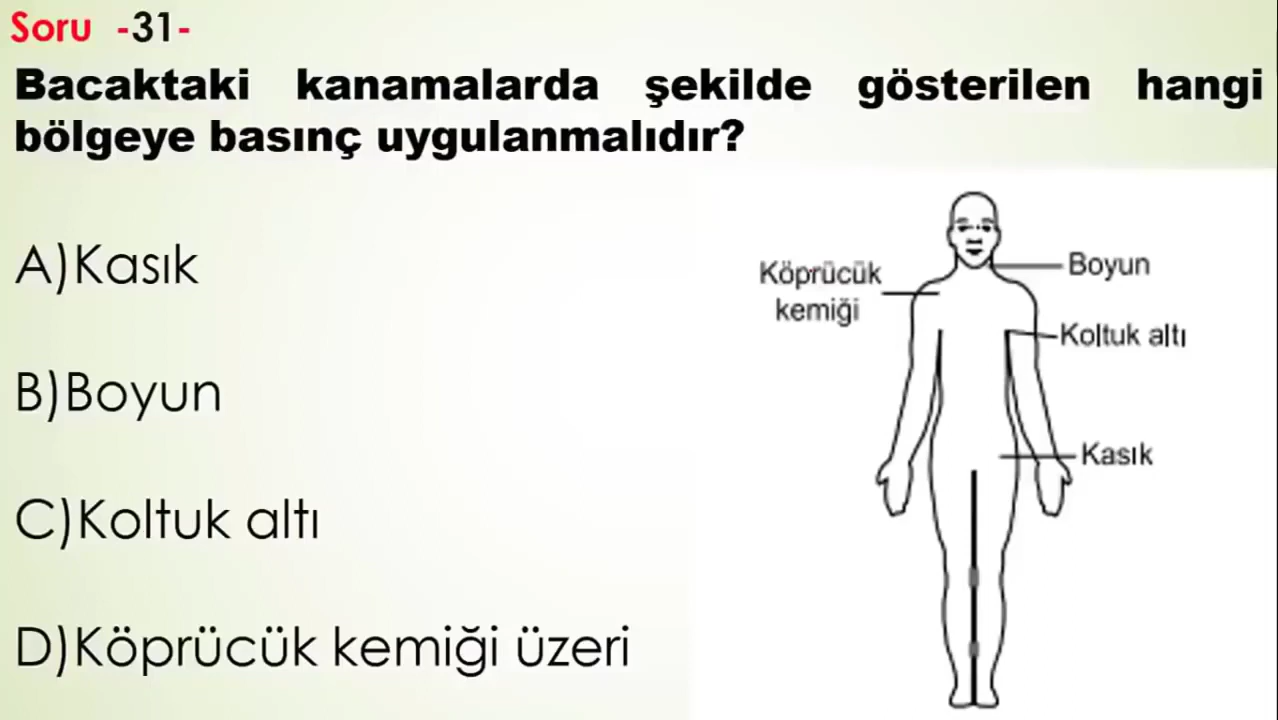 Soru -31-
Bacaktaki kanamalarda şekilde gösterilen hangi
bölgeye basınç uygulanmalıdır?
A)Kasık
B)Boyun
C)Koltuk altı
D)Köprücük kemiği üzeri
Köprücük
kemiği
Boyun
Koltuk altı
Kasık